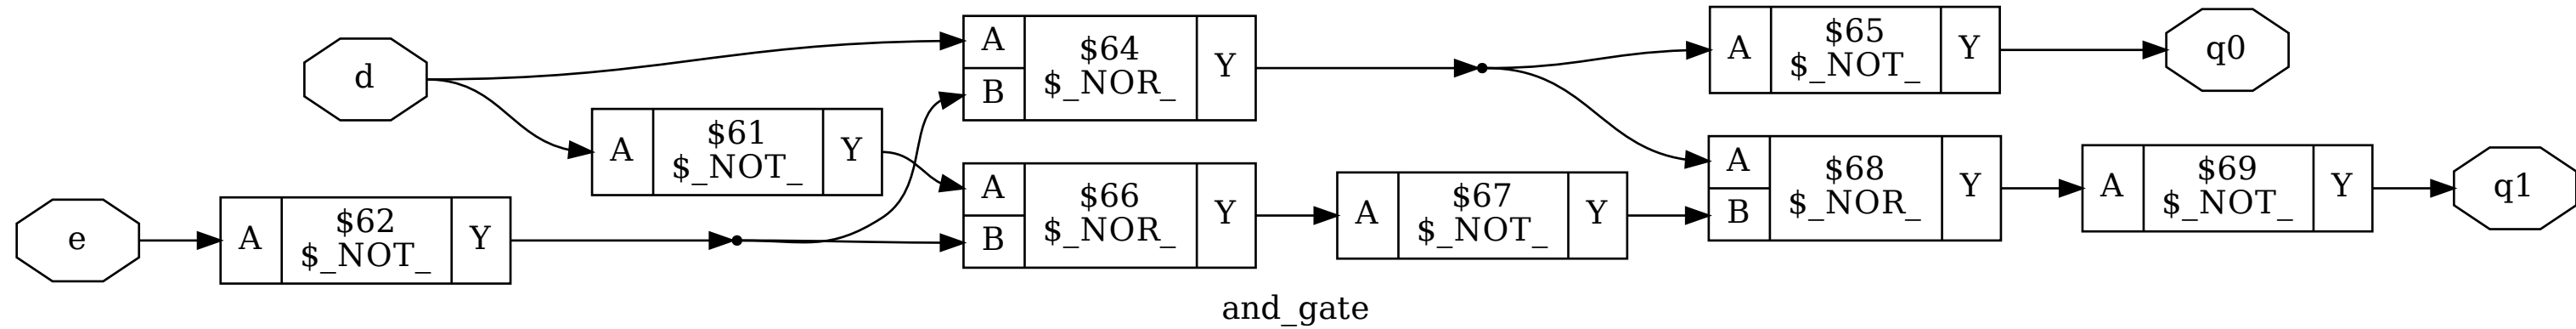 d
e
A
$62
$_NOT_
Y
A
$61
$_NOT_
Y
A
B
$64
$_NOR_
Y
A
B
$66
$_NOR_
Y
A
$67
$_NOT_
Y
A
$65
$_NOT_
Y
q0
A
B
$68
$_NOR_
Y
A
$69
$_NOT_
Y
q1
and_gate